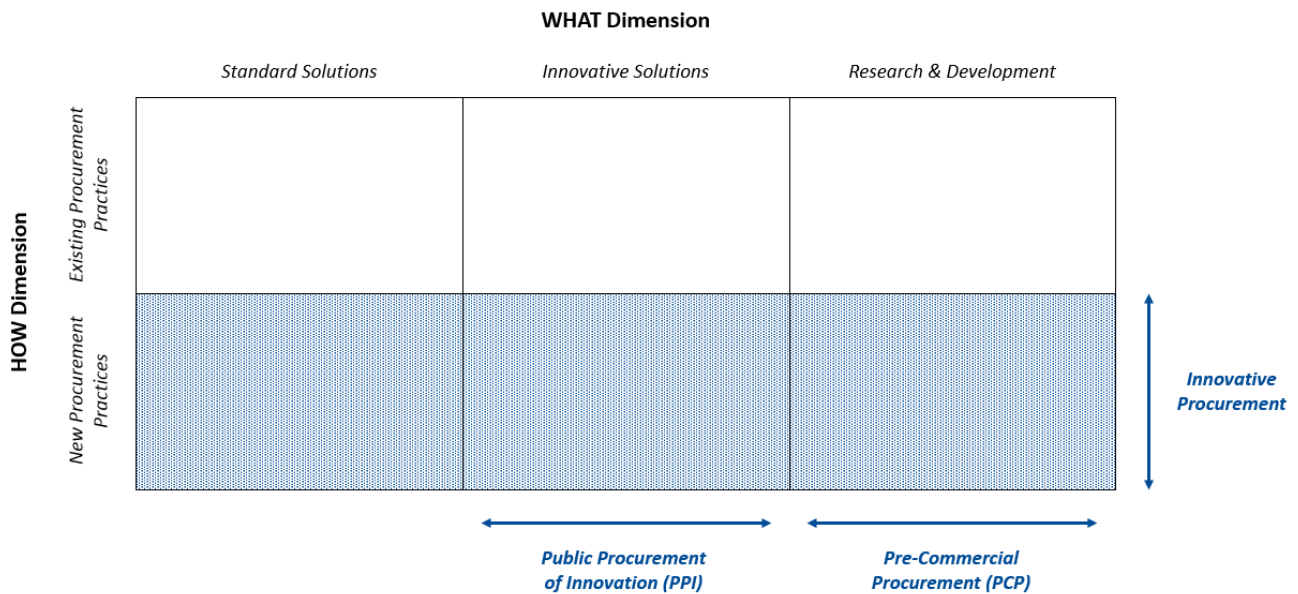 WHAT Dimension
Standard Solutions
Innovative Solutions
Research & Development
HOW Dimension
Existing Procurement
Practices
New Procurement
Practices
Innovative
Procurement
Public Procurement
of Innovation (PPI)
Pre-Commercial
Procurement (PCP)